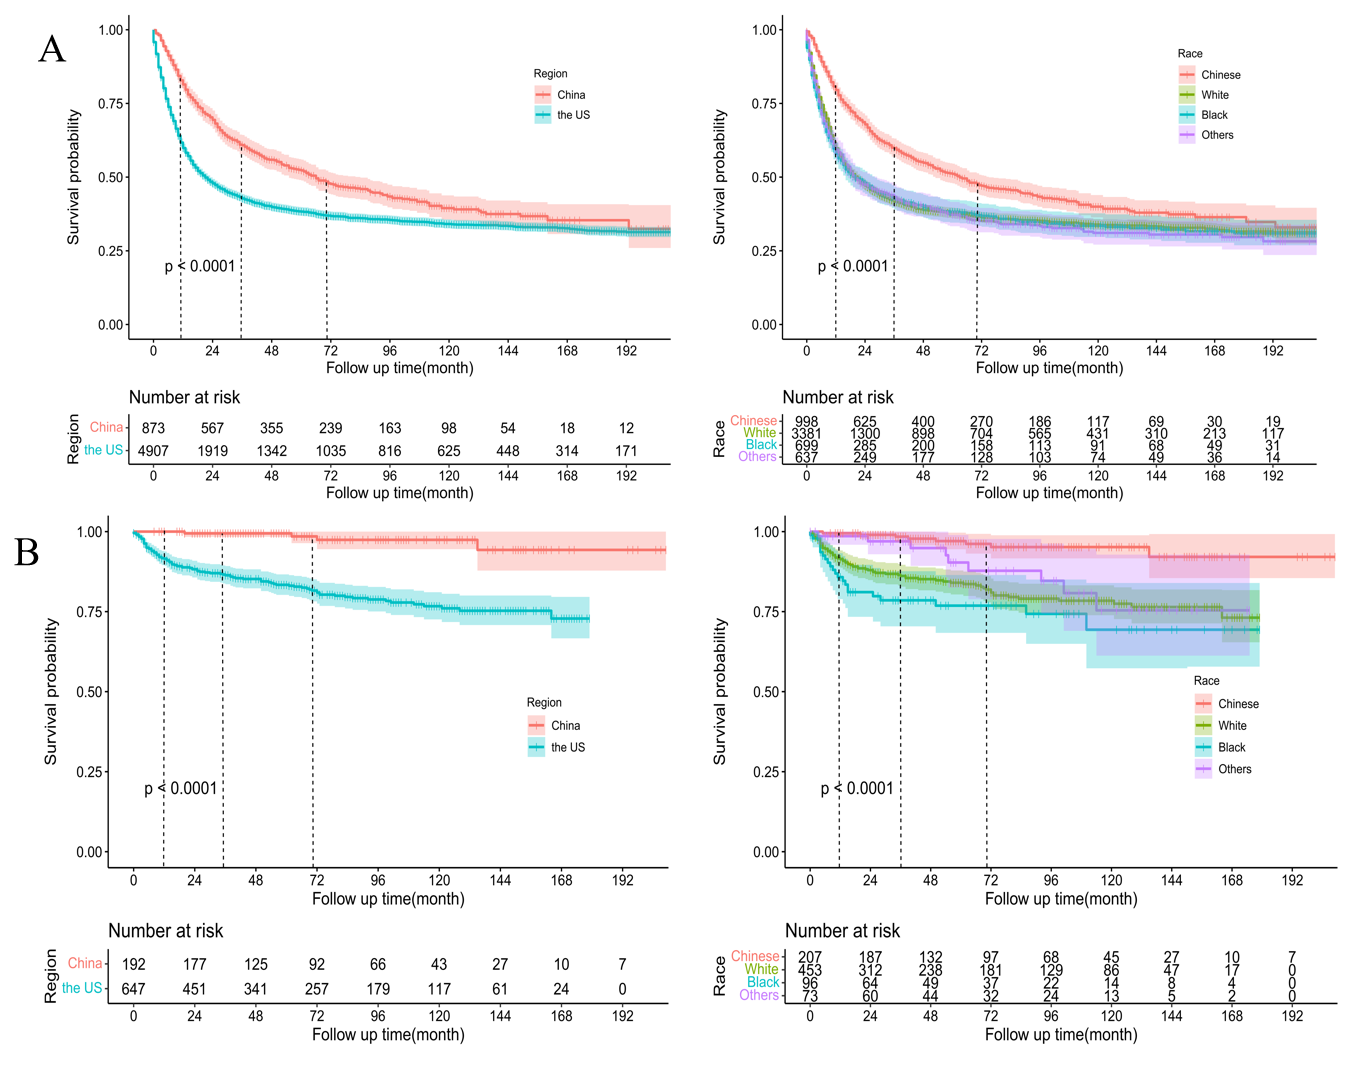 A
1.00
0.75
0.50
0.25
0.00
Survival probability
Region
China
the US
p < 0.0001
0 24 48 72 96 120 144 168 192
Follow up time(month)
Number at risk
Region
China 873 567 355 239 163 98 54 18 12
the US 4907 1919 1342 1035 816 625 448 314 171
0 24 48 72 96 120 144 168 192
Follow up time(month)
1.00
0.75
0.50
0.25
0.00
Survival probability
Race
Chinese
White
Black
Others
p < 0.0001
0 24 48 72 96 120 144 168 192
Follow up time(month)
Number at risk
Race
Chinese 998 625 400 270 186 117 69 30 19
White 3381 1300 898 704 565 431 310 213 117
Black 699 285 200 158 113 91 68 49 31
Others 637 249 177 128 103 74 49 36 14
0 24 48 72 96 120 144 168 192
Follow up time(month)
B
1.00
0.75
0.50
0.25
0.00
Survival probability
Region
China
the US
p < 0.0001
0 24 48 72 96 120 144 168 192
Follow up time(month)
Number at risk
Region
China 192 177 125 92 66 43 27 10 7
the US 647 451 341 257 179 117 61 24 0
0 24 48 72 96 120 144 168 192
Follow up time(month)
1.00
0.75
0.50
0.25
0.00
Survival probability
Race
Chinese
White
Black
Others
p < 0.0001
0 24 48 72 96 120 144 168 192
Follow up time(month)
Number at risk
Race
Chinese 207 187 132 97 68 45 27 10 7
White 453 312 238 181 129 86 47 17 0
Black 96 64 49 37 22 14 8 4 0
Others 73 60 44 32 24 13 5 2 0
0 24 48 72 96 120 144 168 192
Follow up time(month)